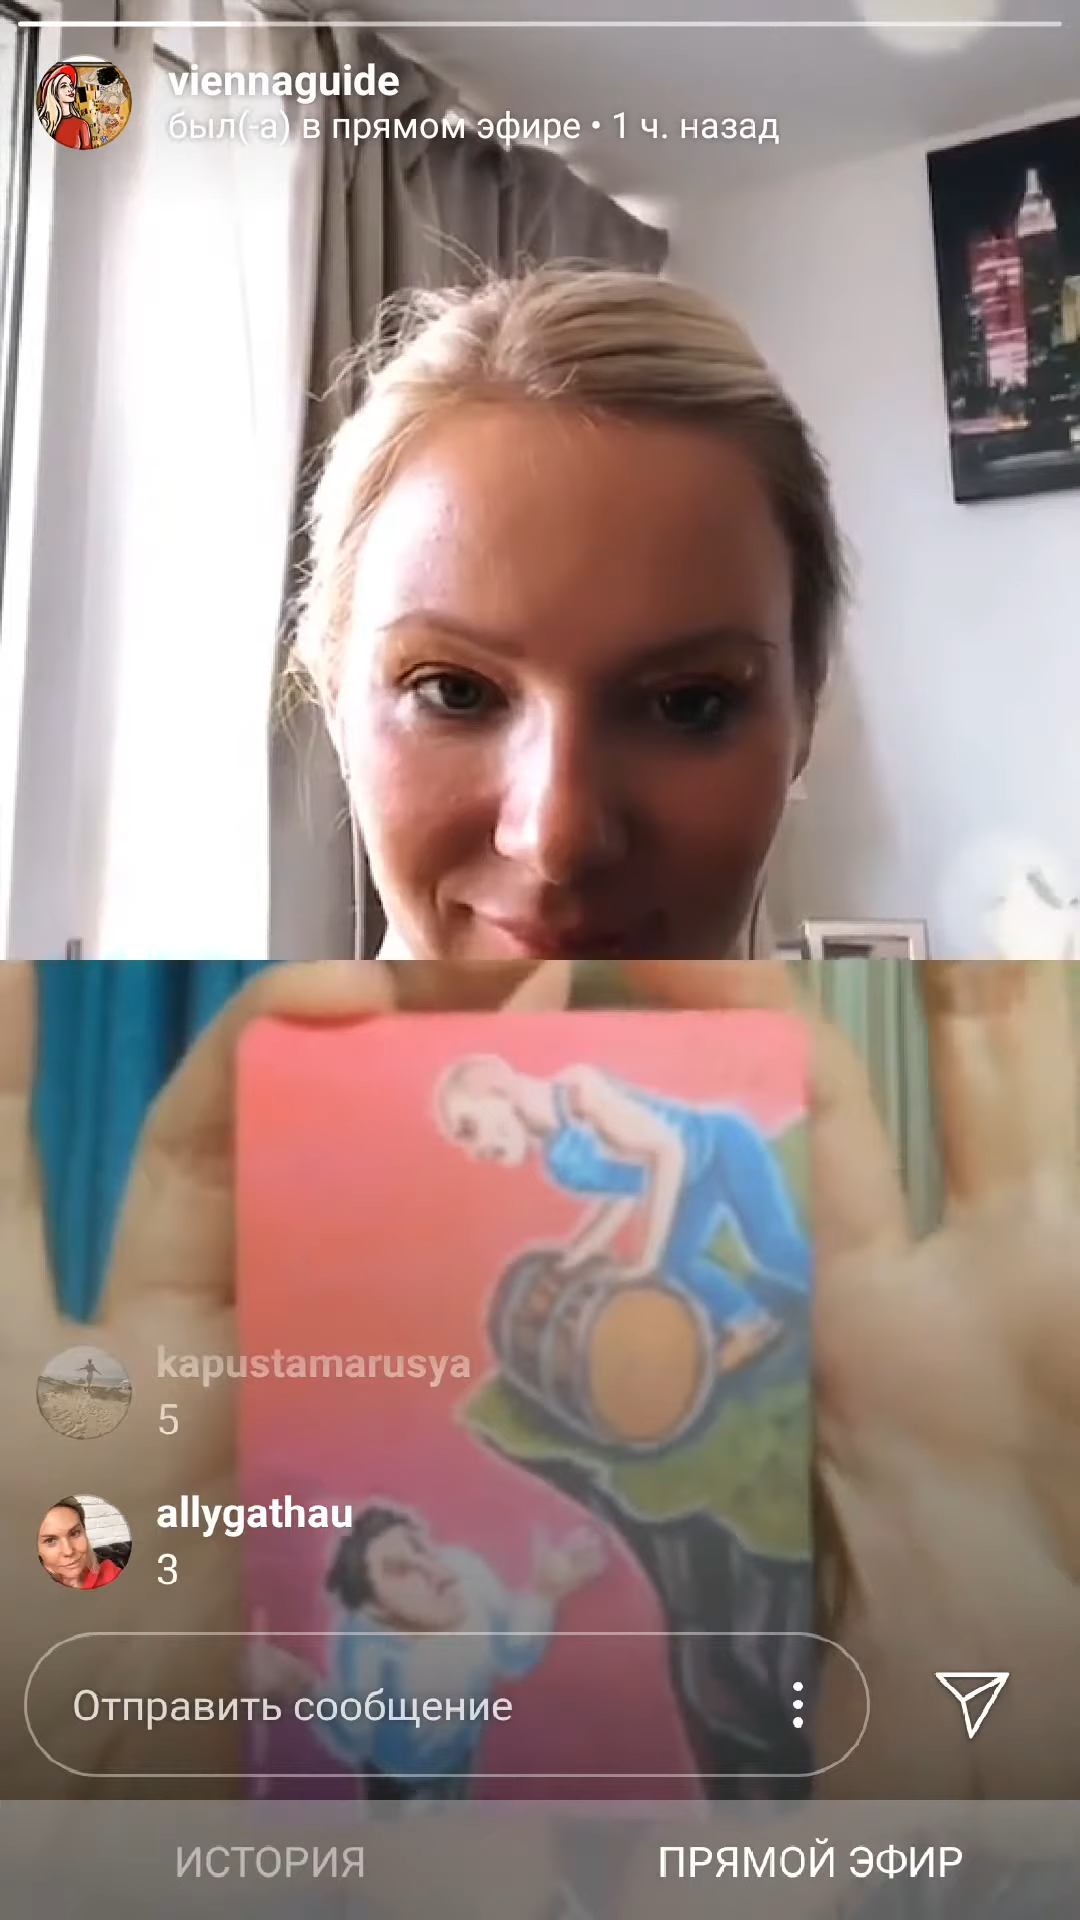 viennaguide
был(-а) в прямом эфире • 1 ч. назад
kapustamarusya
5
allygathau
3
Отправить сообщение
ИСТОРИЯ
ПРЯМОЙ ЭФИР